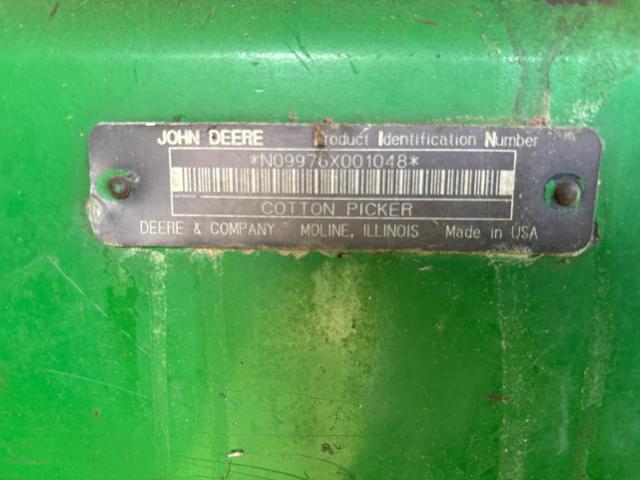 JOHN DEERE Product Identification Number
*N09976X001048*
COTTON PICKER
DEERE & COMPANY MOLINE, ILLINOIS Made in USA